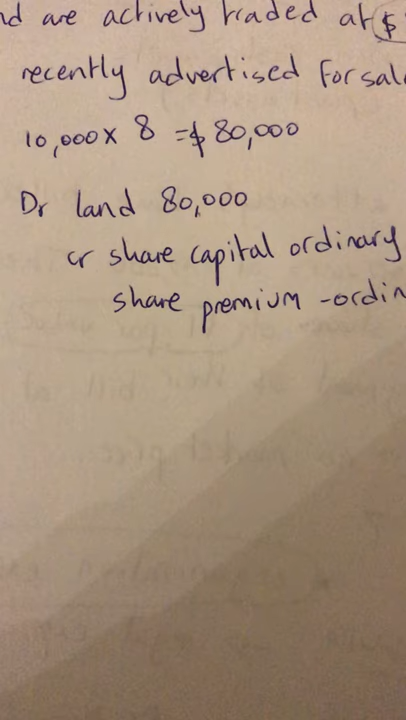 nd are actively traded at $
recently advertised for sal
10,000 x 8 = $ 80,000
Dr land 80,000
cr share capital ordinary
share premium - ordin